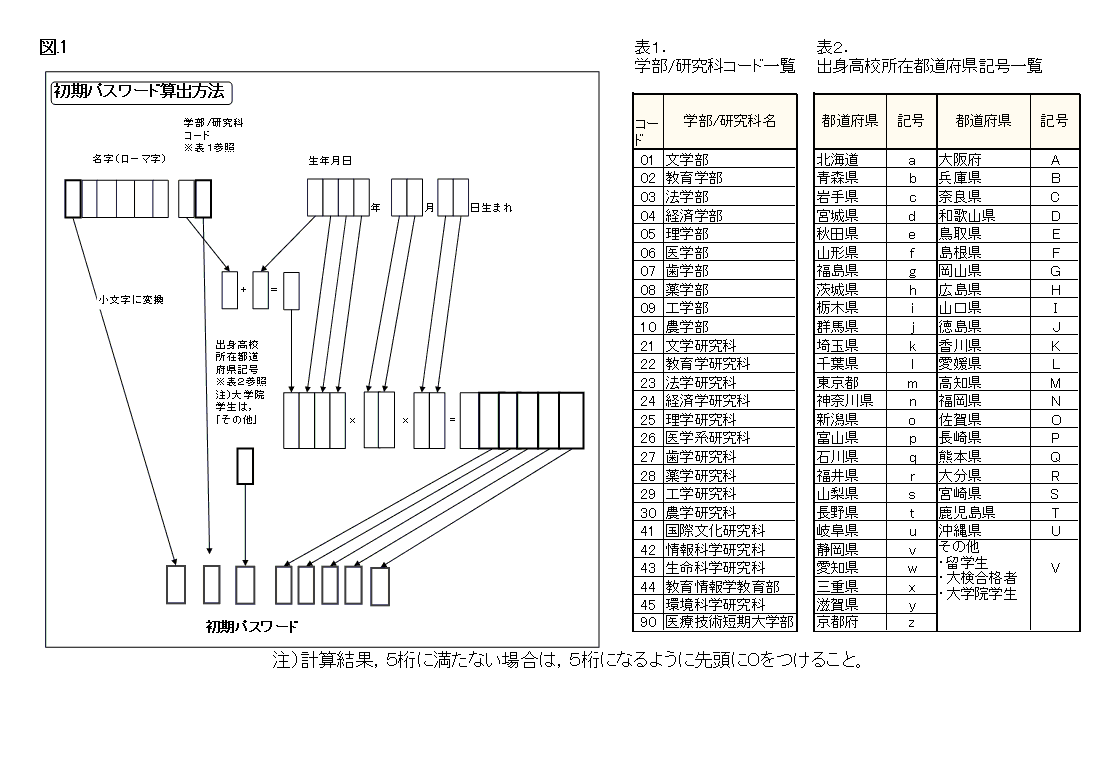 図.1
初期パスワード算出方法
学部/研究科
コード
※表1参照
名字(ローマ字)
生年月日
年
月
日生まれ
+
=
小文字に変換
出身高校
所在都道
府県記号
※表2参照
注)大学院
学生は,
「その他」
×
×
=
初期パスワード
注)計算結果,5桁に満たない場合は,5桁になるように先頭に0をつけること。
表1.
学部/研究科コード一覧
コード 学部/研究科名
01 文学部
02 教育学部
03 法学部
04 経済学部
05 理学部
06 医学部
07 歯学部
08 薬学部
09 工学部
10 農学部
21 文学研究科
22 教育学研究科
23 法学研究科
24 経済学研究科
25 理学研究科
26 医学系研究科
27 歯学研究科
28 薬学研究科
29 工学研究科
30 農学研究科
41 国際文化研究科
42 情報科学研究科
43 生命科学研究科
44 教育情報学教育部
45 環境科学研究科
90 医療技術短期大学部
表2.
出身高校所在都道府県記号一覧
都道府県 記号 都道府県 記号
北海道 a 大阪府 A
青森県 b 兵庫県 B
岩手県 c 奈良県 C
宮城県 d 和歌山県 D
秋田県 e 鳥取県 E
山形県 f 島根県 F
福島県 g 岡山県 G
茨城県 h 広島県 H
栃木県 i 山口県 I
群馬県 j 徳島県 J
埼玉県 k 香川県 K
千葉県 l 愛媛県 L
東京都 m 高知県 M
神奈川県 n 福岡県 N
新潟県 o 佐賀県 O
富山県 p 長崎県 P
石川県 q 熊本県 Q
福井県 r 大分県 R
山梨県 s 宮崎県 S
長野県 t 鹿児島県 T
岐阜県 u 沖縄県 U
静岡県 v その他
愛知県 w ・留学生 V
三重県 x ・大検合格者
滋賀県 y ・大学院学生
京都府 z